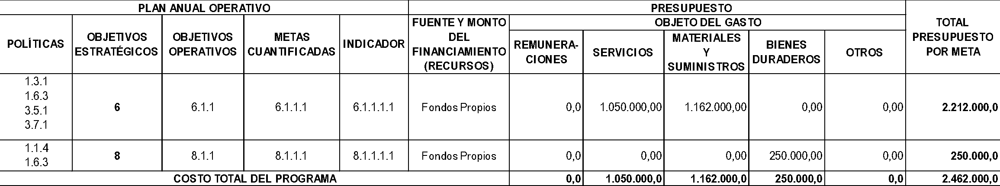 PLAN ANUAL OPERATIVO PRESUPUESTO
POLÍTICAS
OBJETIVOS
ESTRATÉGICOS
OBJETIVOS
OPERATIVOS
METAS
CUANTIFICADAS
INDICADOR
FUENTE Y MONTO
DEL
FINANCIAMIENTO
(RECURSOS)
OBJETO DEL GASTO
REMUNERA-
CIONES
SERVICIOS
MATERIALES
Y
SUMINISTROS
BIENES
DURADEROS
OTROS
TOTAL
PRESUPUESTO
POR META
1.3.1
1.6.3
3.5.1
3.7.1
6 6.1.1 6.1.1.1 6.1.1.1.1 Fondos Propios 0,0 1.050.000,00 1.162.000,00 0,00 0,00 2.212.000,0
1.1.4
1.6.3
8 8.1.1 8.1.1.1 8.1.1.1.1 Fondos Propios 0,0 0,00 0,00 250.000,00 0,00 250.000,0
COSTO TOTAL DEL PROGRAMA 0,0 1.050.000,0 1.162.000,0 250.000,0 0,0 2.462.000,0